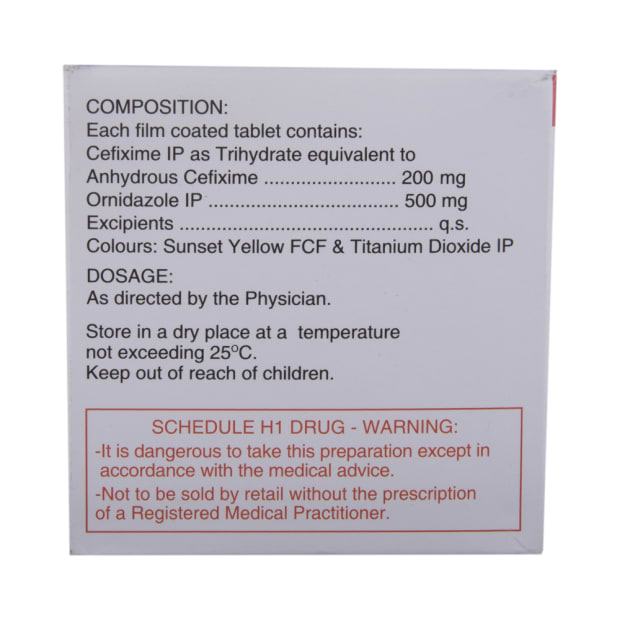 COMPOSITION:
Each film coated tablet contains:
Cefixime IP as Trihydrate equivalent to
Anhydrous Cefixime ......................... 200 mg
Ornidazole IP .................................... 500 mg
Excipients ................................................ q.s.
Colours: Sunset Yellow FCF & Titanium Dioxide IP
DOSAGE:
As directed by the Physician.
Store in a dry place at a temperature
not exceeding 25°C.
Keep out of reach of children.
SCHEDULE H1 DRUG - WARNING:
-It is dangerous to take this preparation except in
accordance with the medical advice.
-Not to be sold by retail without the prescription
of a Registered Medical Practitioner.